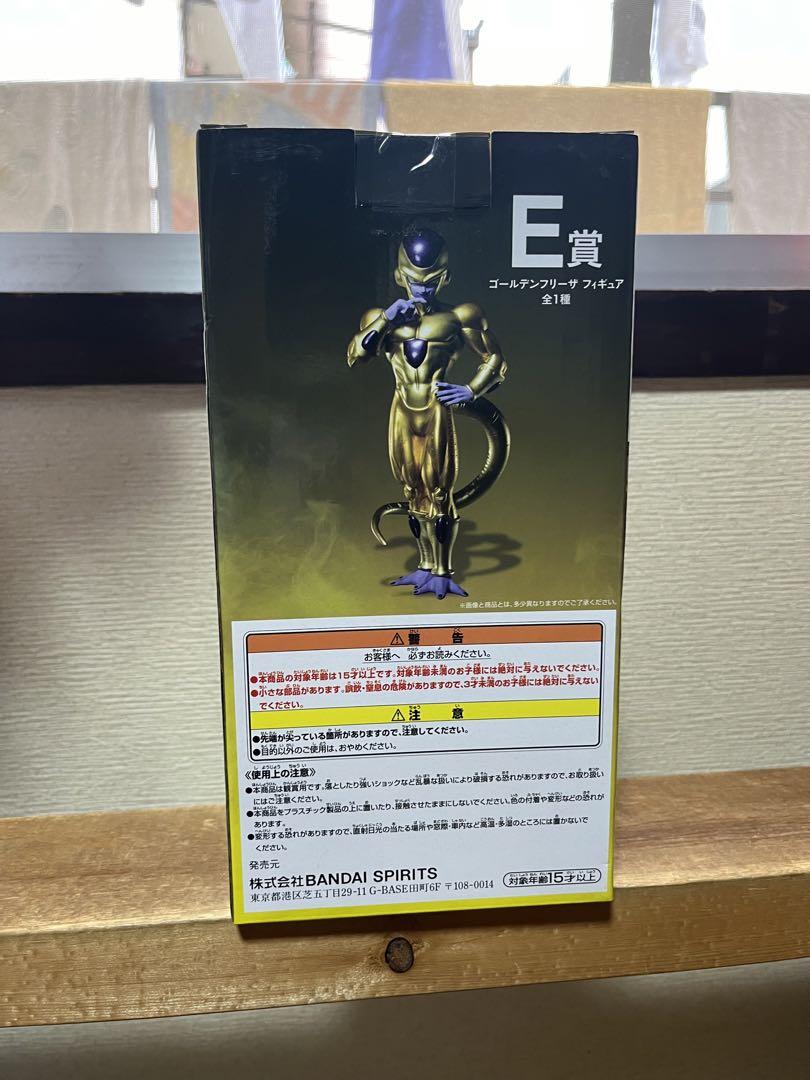 E賞
ゴールデンフリーザ フィギュア
全1種
※画像と商品とは、多少異なりますのでご了承ください。
⚠警告
お客様へ 必ずお読みください。
●本商品の対象年齢は15才以上です。対象年齢未満のお子様には絶対に与えないでください。
●小さな部品があります。誤飲・窒息の危険がありますので、3才未満のお子様には絶対に与えない
でください。
⚠注意
●先端が尖っている箇所がありますので、注意してください。
●目的以外のご使用は、おやめください。
《使用上の注意》
●本商品は観賞用です。落としたり強いショックなど乱暴な扱いにより破損する恐れがありますので、お取り扱い
にはご注意ください。
●本商品をプラスチック製品の上に置いたり、接触させたままにしないでください。色の付着や変形などの恐れが
あります。
●変形する恐れがありますので、直射日光の当たる場所や窓際・車内など高温・多湿のところには置かないで
ください。
発売元
株式会社BANDAI SPIRITS
東京都港区芝五丁目29-11 G-BASE田町6F 〒108-0014
対象年齢15才以上